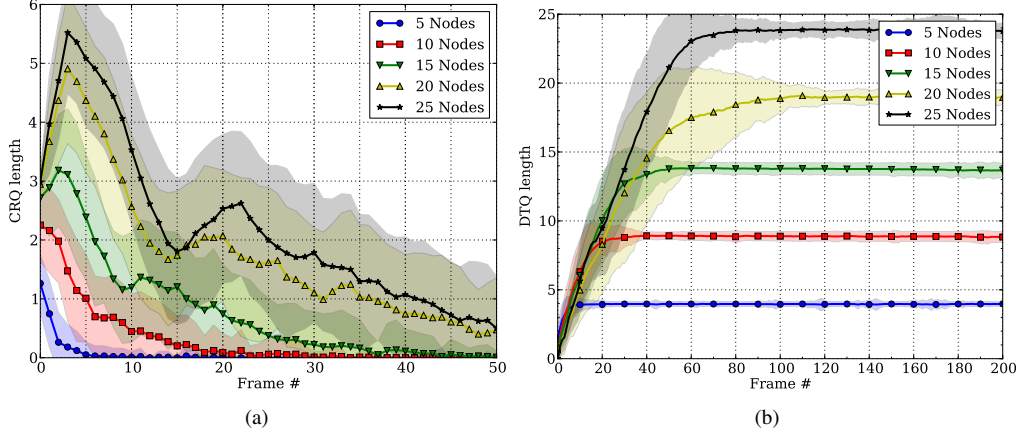 6
5
4
3
2
1
0
CRQ length
0 10 20 30 40 50
Frame #
5 Nodes
10 Nodes
15 Nodes
20 Nodes
25 Nodes
(a)
25
20
15
10
5
0
DTQ length
0 20 40 60 80 100 120 140 160 180 200
Frame #
5 Nodes
10 Nodes
15 Nodes
20 Nodes
25 Nodes
(b)